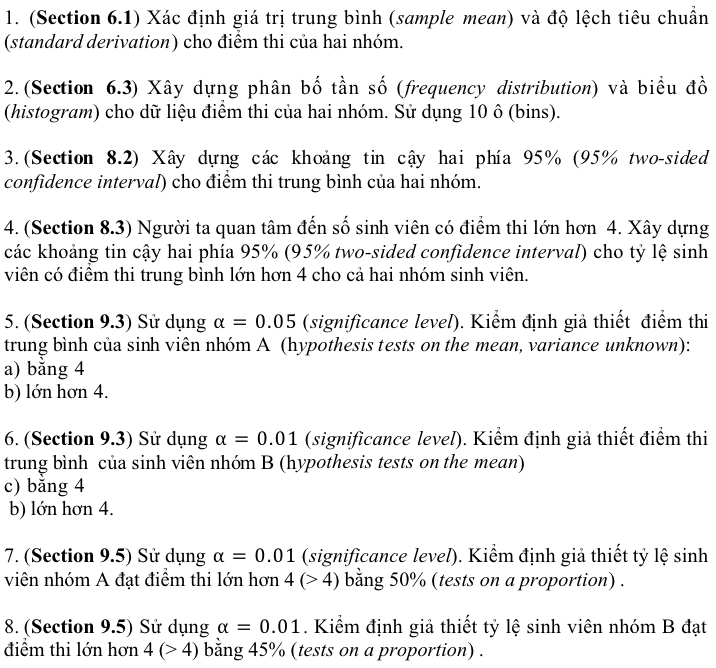 1. (Section 6.1) Xác định giá trị trung bình (sample mean) và độ lệch tiêu chuẩn
(standard derivation) cho điểm thi của hai nhóm.
2. (Section 6.3) Xây dựng phân bố tần số (frequency distribution) và biểu đồ
(histogram) cho dữ liệu điểm thi của hai nhóm. Sử dụng 10 ô (bins).
3. (Section 8.2) Xây dựng các khoảng tin cậy hai phía 95% (95% two-sided
confidence interval) cho điểm thi trung bình của hai nhóm.
4. (Section 8.3) Người ta quan tâm đến số sinh viên có điểm thi lớn hơn 4. Xây dựng
các khoảng tin cậy hai phía 95% (95% two-sided confidence interval) cho tỷ lệ sinh
viên có điểm thi trung bình lớn hơn 4 cho cả hai nhóm sinh viên.
5. (Section 9.3) Sử dụng α = 0.05 (significance level). Kiểm định giả thiết điểm thi
trung bình của sinh viên nhóm A (hypothesis tests on the mean, variance unknown):
a) bằng 4
b) lớn hơn 4.
6. (Section 9.3) Sử dụng α = 0.01 (significance level). Kiểm định giả thiết điểm thi
trung bình của sinh viên nhóm B (hypothesis tests on the mean)
c) bằng 4
b) lớn hơn 4.
7. (Section 9.5) Sử dụng α = 0.01 (significance level). Kiểm định giả thiết tỷ lệ sinh
viên nhóm A đạt điểm thi lớn hơn 4 (> 4) bằng 50% (tests on a proportion) .
8. (Section 9.5) Sử dụng α = 0.01. Kiểm định giả thiết tỷ lệ sinh viên nhóm B đạt
điểm thi lớn hơn 4 (> 4) bằng 45% (tests on a proportion) .